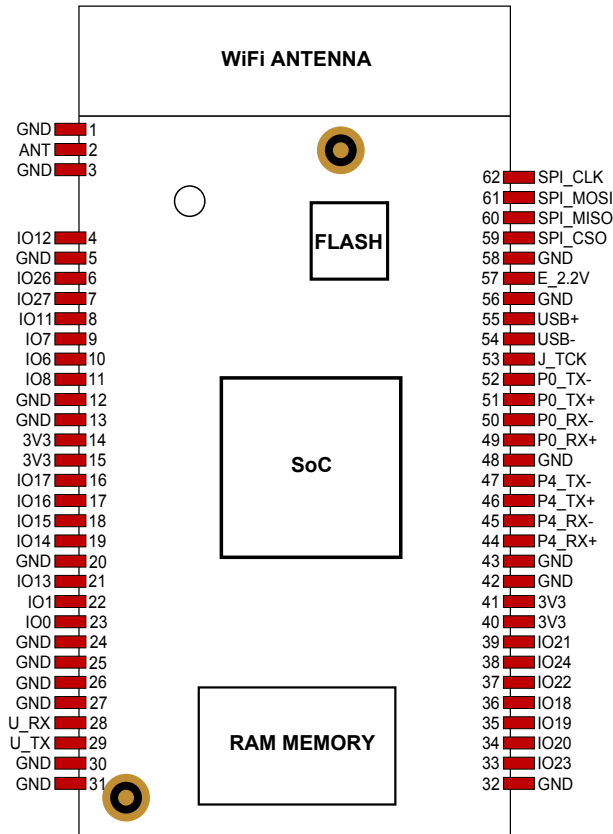 WiFi ANTENNA
GND 1
ANT 2
GND 3
IO12 4
GND 5
IO26 6
IO27 7
IO11 8
IO7 9
IO6 10
IO8 11
GND 12
GND 13
3V3 14
3V3 15
IO17 16
IO16 17
IO15 18
IO14 19
GND 20
IO13 21
IO1 22
IO0 23
GND 24
GND 25
GND 26
GND 27
U_RX 28
U_TX 29
GND 30
GND 31
FLASH
SoC
RAM MEMORY
62 SPI_CLK
61 SPI_MOSI
60 SPI_MISO
59 SPI_CSO
58 GND
57 E_2.2V
56 GND
55 USB+
54 USB-
53 J_TCK
52 P0_TX-
51 P0_TX+
50 P0_RX-
49 P0_RX+
48 GND
47 P4_TX-
46 P4_TX+
45 P4_RX-
44 P4_RX+
43 GND
42 GND
41 3V3
40 3V3
39 IO21
38 IO24
37 IO22
36 IO18
35 IO19
34 IO20
33 IO23
32 GND